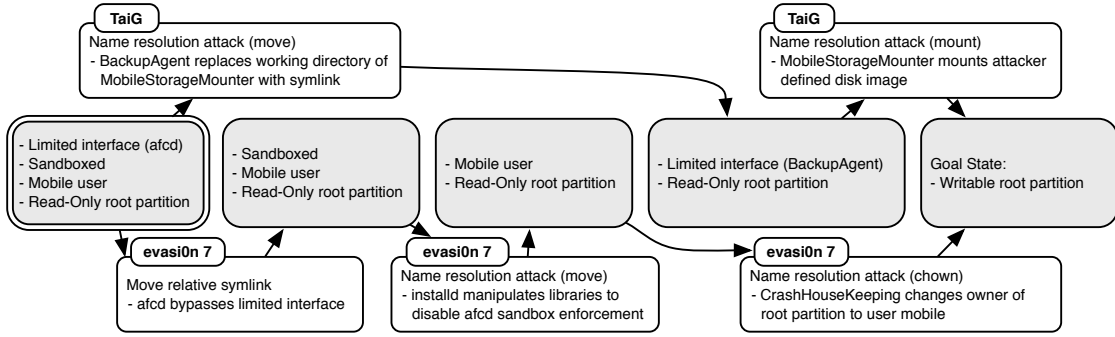 TaiG
Name resolution attack (move)
- BackupAgent replaces working directory of
MobileStorageMounter with symlink
TaiG
Name resolution attack (mount)
- MobileStorageMounter mounts attacker
defined disk image
- Limited interface (afcd)
- Sandboxed
- Mobile user
- Read-Only root partition
- Sandboxed
- Mobile user
- Read-Only root partition
- Mobile user
- Read-Only root partition
- Limited interface (BackupAgent)
- Read-Only root partition
Goal State:
- Writable root partition
evasi0n 7
Move relative symlink
- afcd bypasses limited interface
evasi0n 7
Name resolution attack (move)
- installd manipulates libraries to
disable afcd sandbox enforcement
evasi0n 7
Name resolution attack (chown)
- CrashHouseKeeping changes owner of
root partition to user mobile